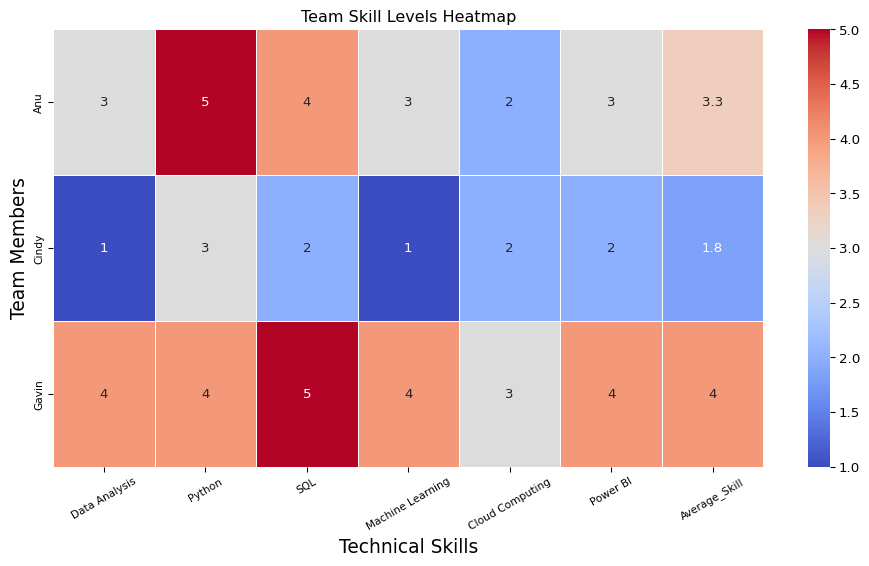 Team Skill Levels Heatmap
Team Members
Anu
3 5 4 3 2 3 3.3
Cindy
1 3 2 1 2 2 1.8
Gavin
4 4 5 4 3 4 4
Data Analysis Python SQL Machine Learning Cloud Computing Power BI Average_Skill
Technical Skills
5.0
4.5
4.0
3.5
3.0
2.5
2.0
1.5
1.0